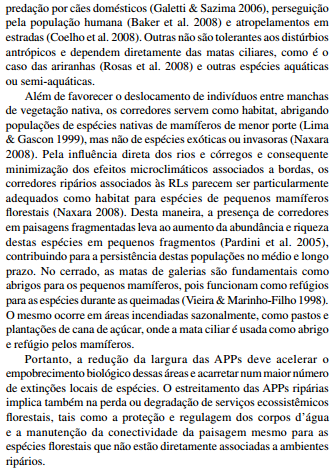 predação por cães domésticos (Galetti & Sazima 2006), perseguição
pela população humana (Baker et al. 2008) e atropelamentos em
estradas (Coelho et al. 2008). Outras não são tolerantes aos distúrbios
antrópicos e dependem diretamente das matas ciliares, como é o
caso das ariranhas (Rosas et al. 2008) e outras espécies aquáticas
ou semi-aquáticas.
Além de favorecer o deslocamento de indivíduos entre manchas
de vegetação nativa, os corredores servem como habitat, abrigando
populações de espécies nativas de mamíferos de menor porte (Lima
& Gascon 1999), mas não de espécies exóticas ou invasoras (Naxara
2008). Pela influência direta dos rios e córregos e consequente
minimização dos efeitos microclimáticos associados a bordas, os
corredores ripários associados às RLs parecem ser particularmente
adequados como habitat para espécies de pequenos mamíferos
florestais (Naxara 2008). Desta maneira, a presença de corredores
em paisagens fragmentadas leva ao aumento da abundância e riqueza
destas espécies em pequenos fragmentos (Pardini et al. 2005),
contribuindo para a persistência destas populações no médio e longo
prazo. No cerrado, as matas de galerias são fundamentais como
abrigos para os pequenos mamíferos, pois funcionam como refúgios
para as espécies durante as queimadas (Vieira & Marinho-Filho 1998).
O mesmo ocorre em áreas incendiadas sazonalmente, como pastos e
plantações de cana de açúcar, onde a mata ciliar é usada como abrigo
e refúgio pelos mamíferos.
Portanto, a redução da largura das APPs deve acelerar o
empobrecimento biológico dessas áreas e acarretar num maior número
de extinções locais de espécies. O estreitamento das APPs ripárias
implica também na perda ou degradação de serviços ecossistêmicos
florestais, tais como a proteção e regulagem dos corpos d'água
e a manutenção da conectividade da paisagem mesmo para as
espécies florestais que não estão diretamente associadas a ambientes
ripários.